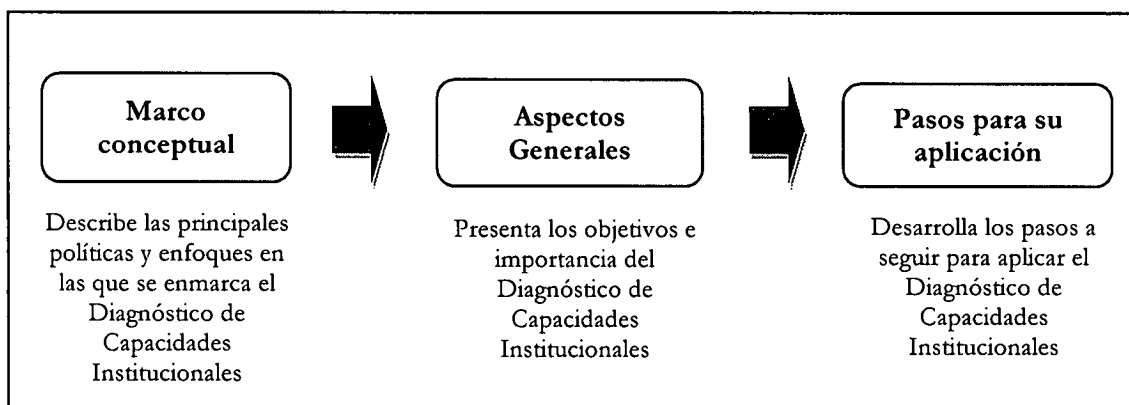 Marco
conceptual
Describe las principales
políticas y enfoques en
las que se enmarca el
Diagnóstico de
Capacidades
Institucionales
Aspectos
Generales
Presenta los objetivos e
importancia del
Diagnóstico de
Capacidades
Institucionales
Pasos para su
aplicación
Desarrolla los pasos a
seguir para aplicar el
Diagnóstico de
Capacidades
Institucionales